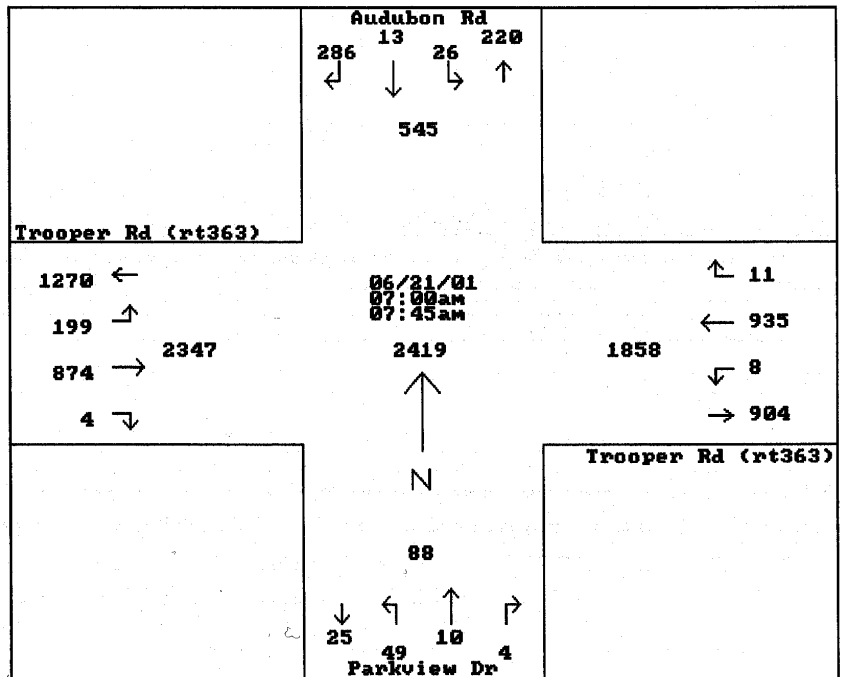 Audubon Rd
286 13 26 220
545
Trooper Rd (rt363)
1270
199
874
4
2347
06/21/01
07:00am
07:45am
2419
N
1858
11
935
8
904
Trooper Rd (rt363)
88
25 49 10 4
Parkview Dr